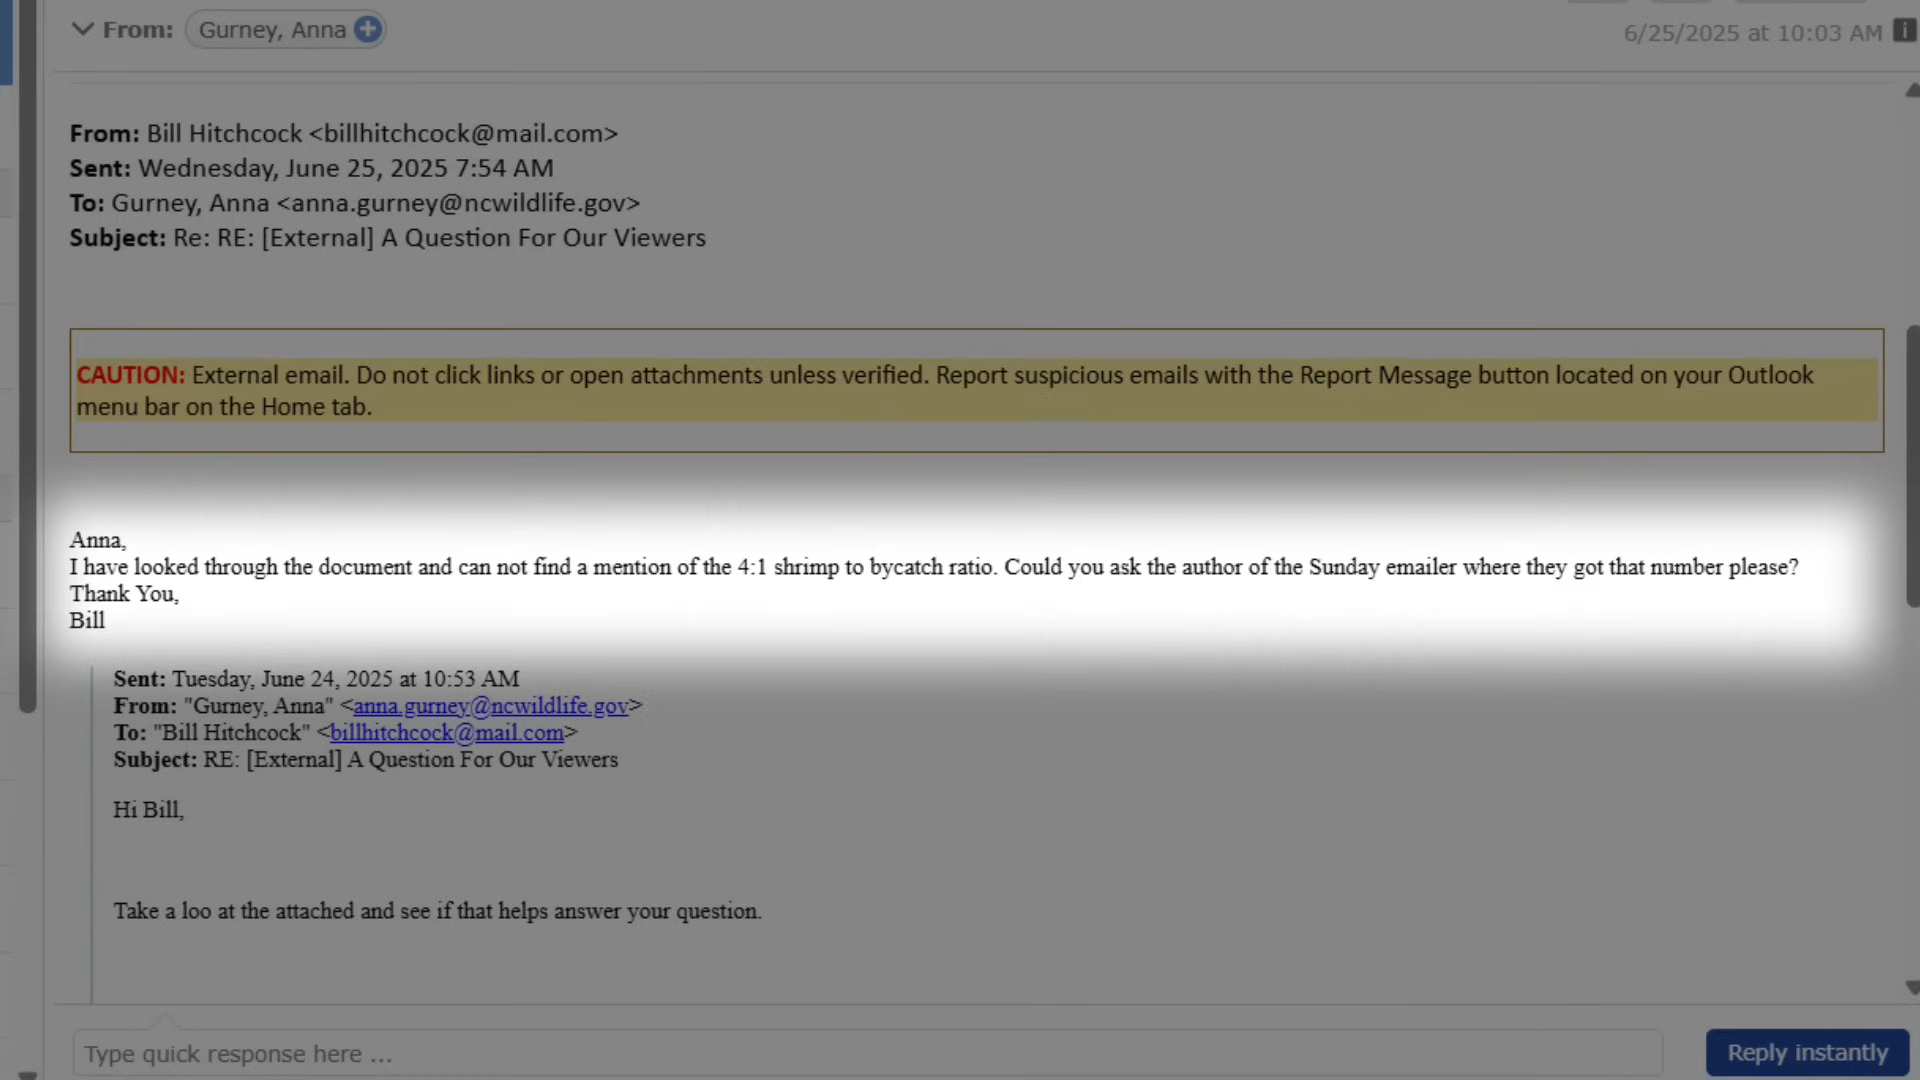 From: Gurney, Anna
6/25/2025 at 10:03 AM
From: Bill Hitchcock <billhitchcock@mail.com>
Sent: Wednesday, June 25, 2025 7:54 AM
To: Gurney, Anna <anna.gurney@ncwildlife.gov>
Subject: Re: RE: [External] A Question For Our Viewers
CAUTION: External email. Do not click links or open attachments unless verified. Report suspicious emails with the Report Message button located on your Outlook
menu bar on the Home tab.
Anna,
I have looked through the document and can not find a mention of the 4:1 shrimp to bycatch ratio. Could you ask the author of the Sunday emailer where they got that number please?
Thank You,
Bill
Sent: Tuesday, June 24, 2025 at 10:53 AM
From: "Gurney, Anna" <anna.gurney@ncwildlife.gov>
To: "Bill Hitchcock" <billhitchcock@mail.com>
Subject: RE: [External] A Question For Our Viewers
Hi Bill,
Take a loo at the attached and see if that helps answer your question.
Type quick response here ...
Reply instantly